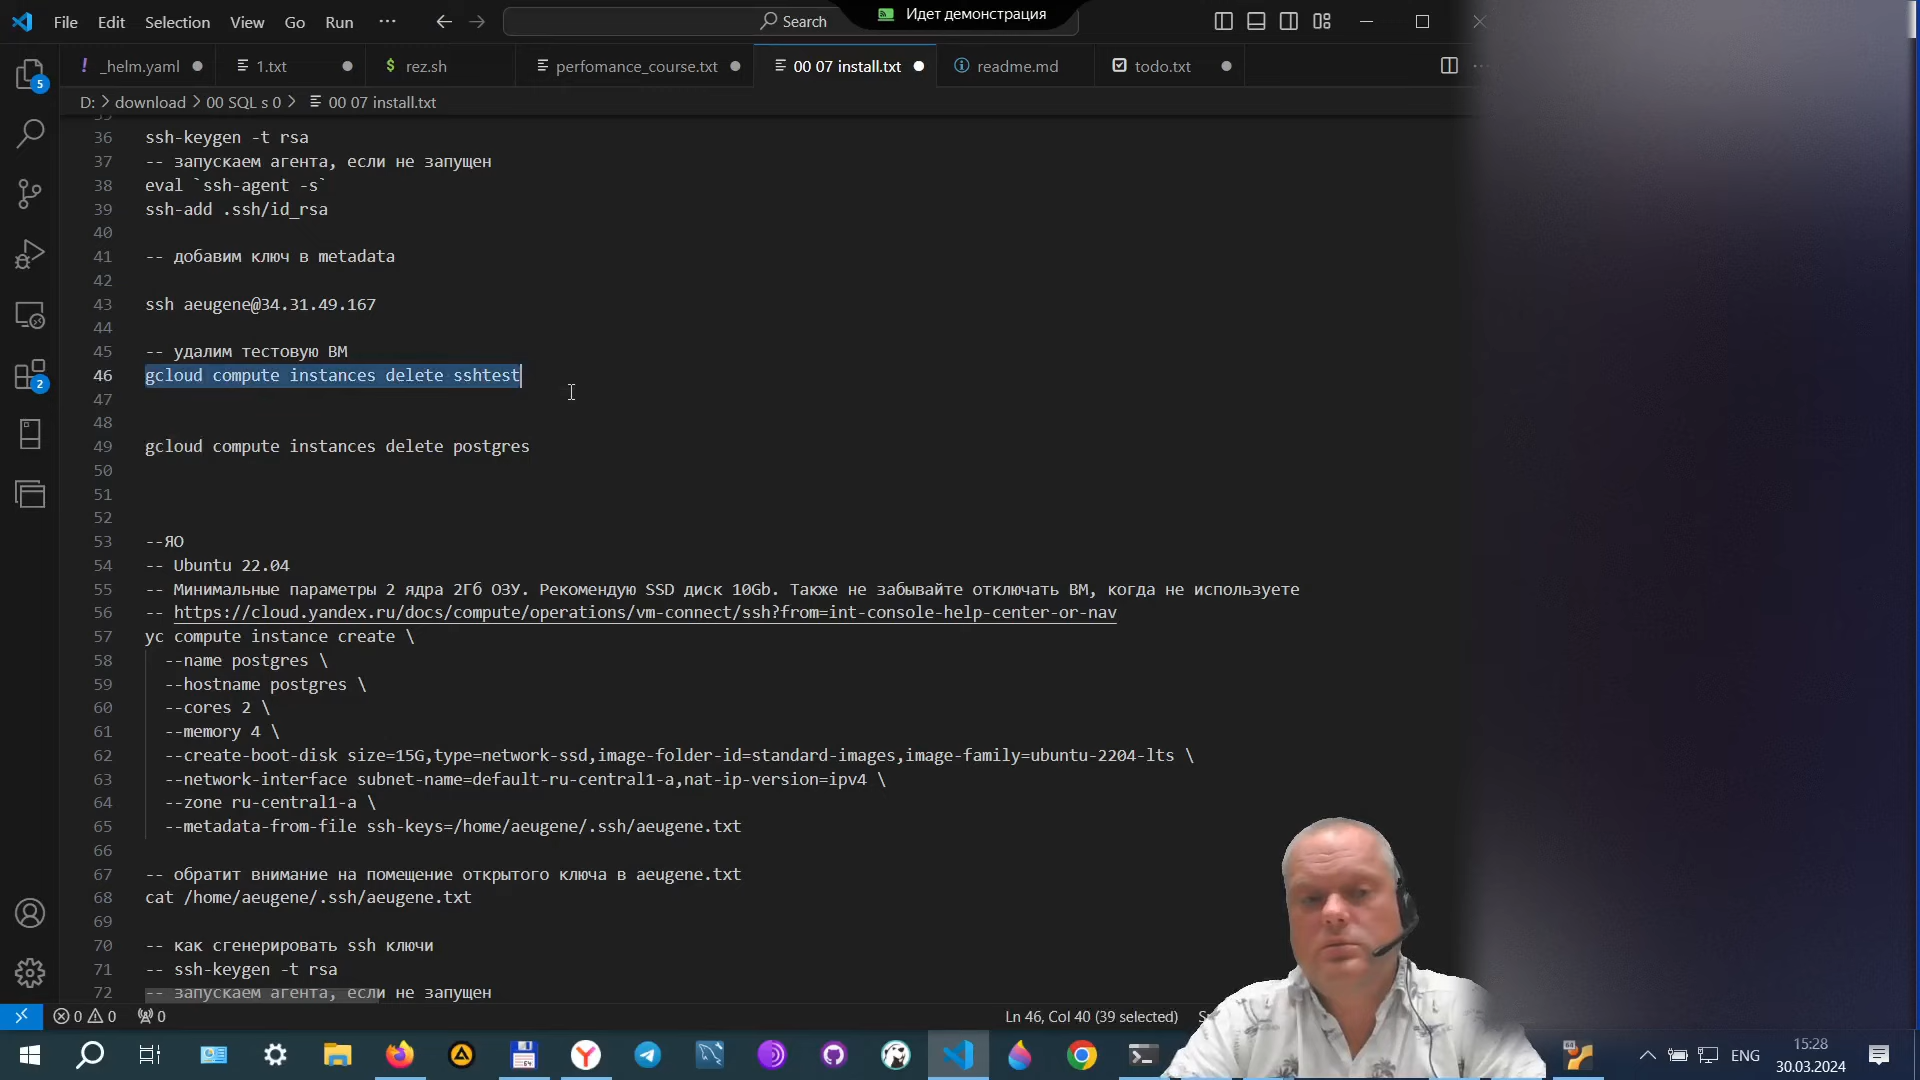 File Edit Selection View Go Run ··· Search
Идет демонстрация
! _helm.yaml 1.txt $ rez.sh perfomance_course.txt 00 07 install.txt readme.md todo.txt ···
D: > download > 00 SQL s 0 > 00 07 install.txt
36 ssh-keygen -t rsa
37 -- запускаем агента, если не запущен
38 eval `ssh-agent -s`
39 ssh-add .ssh/id_rsa
40
41 -- добавим ключ в metadata
42
43 ssh aeugene@34.31.49.167
44
45 -- удалим тестовую ВМ
46 gcloud compute instances delete sshtest
47
48
49 gcloud compute instances delete postgres
50
51
52
53 --ЯО
54 -- Ubuntu 22.04
55 -- Минимальные параметры 2 ядра 2Гб ОЗУ. Рекомендую SSD диск 10Gb. Также не забывайте отключать ВМ, когда не используете
56 -- https://cloud.yandex.ru/docs/compute/operations/vm-connect/ssh?from=int-console-help-center-or-nav
57 yc compute instance create \
58 --name postgres \
59 --hostname postgres \
60 --cores 2 \
61 --memory 4 \
62 --create-boot-disk size=15G,type=network-ssd,image-folder-id=standard-images,image-family=ubuntu-2204-lts \
63 --network-interface subnet-name=default-ru-central1-a,nat-ip-version=ipv4 \
64 --zone ru-central1-a \
65 --metadata-from-file ssh-keys=/home/aeugene/.ssh/aeugene.txt
66
67 -- обратит внимание на помещение открытого ключа в aeugene.txt
68 cat /home/aeugene/.ssh/aeugene.txt
69
70 -- как сгенерировать ssh ключи
71 -- ssh-keygen -t rsa
72 -- запускаем агента, если не запущен
5
2
0 0 0 Ln 46, Col 40 (39 selected)
64
ENG
15:28
30.03.2024